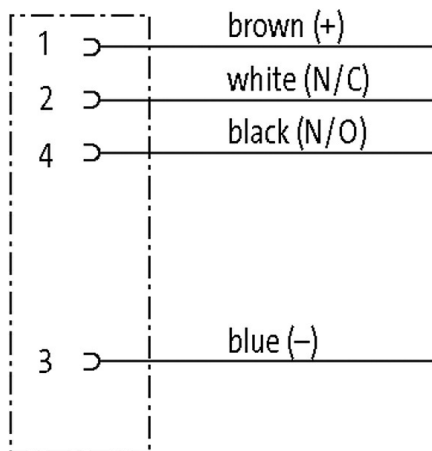 1 brown (+)
2 white (N/C)
4 black (N/O)
3 blue (–)